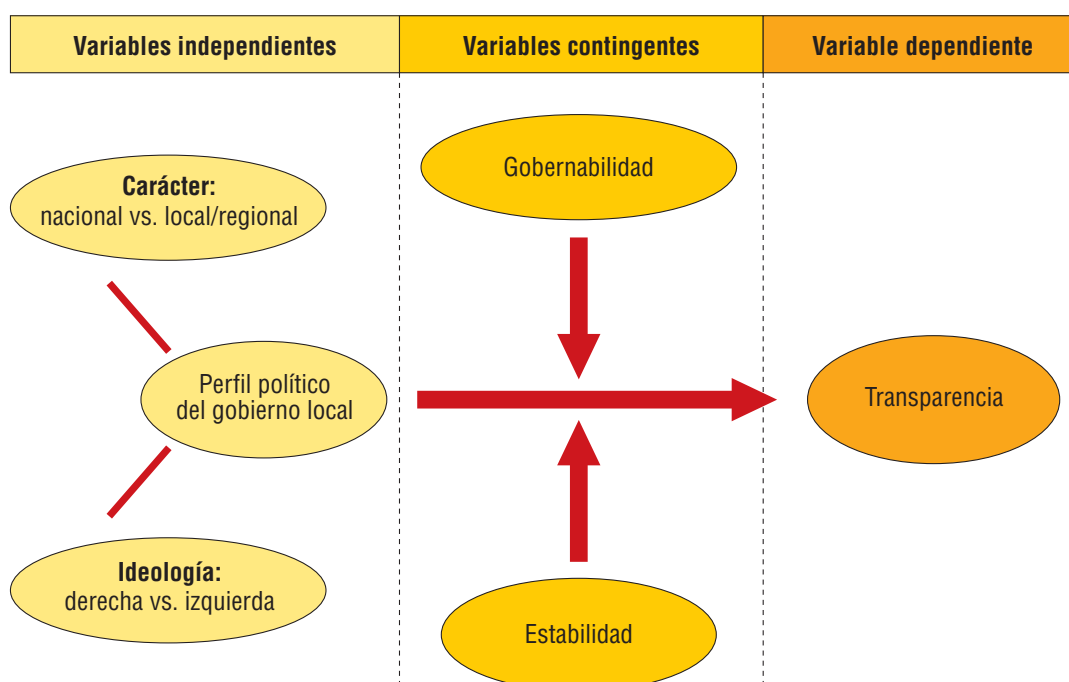 Variables independientes
Variables contingentes
Variable dependiente
Carácter:
nacional vs. local/regional
Perfil político
del gobierno local
Ideología:
derecha vs. izquierda
Gobernabilidad
Estabilidad
Transparencia